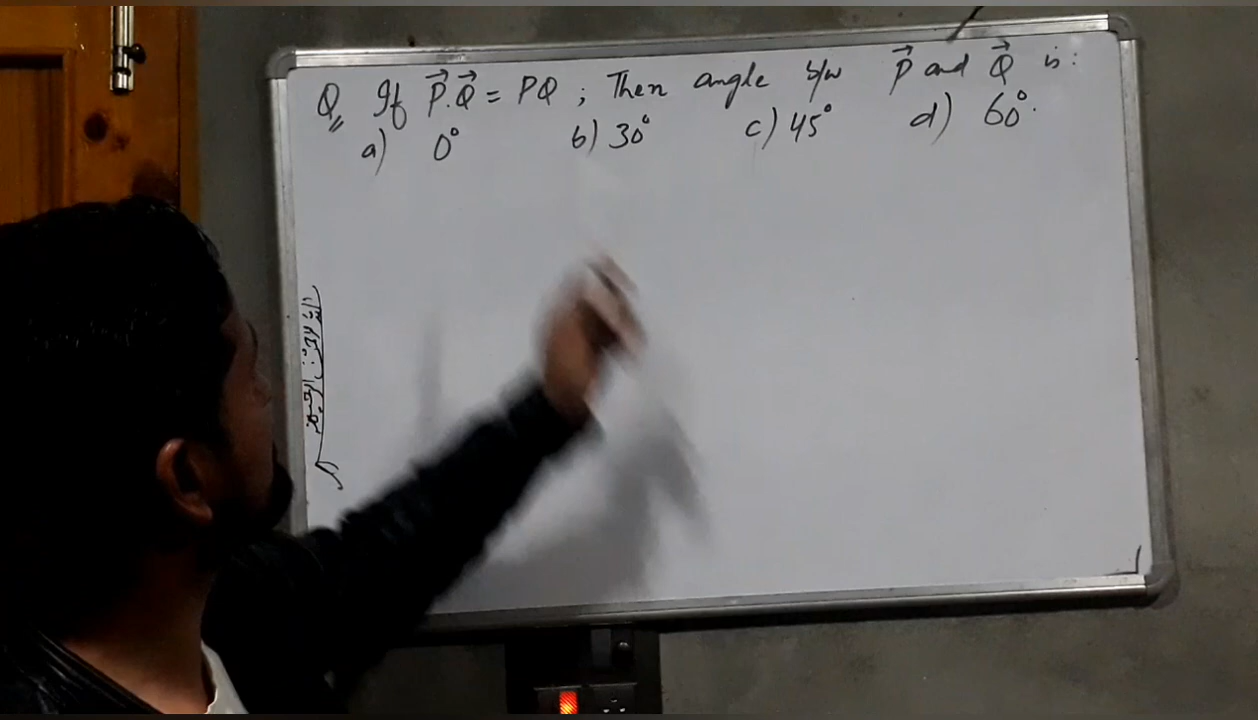 Q, If P⃗.Q⃗ = PQ ; Then angle b/w P⃗ and Q⃗ is:
a) 0° b) 30° c) 45° d) 60°.